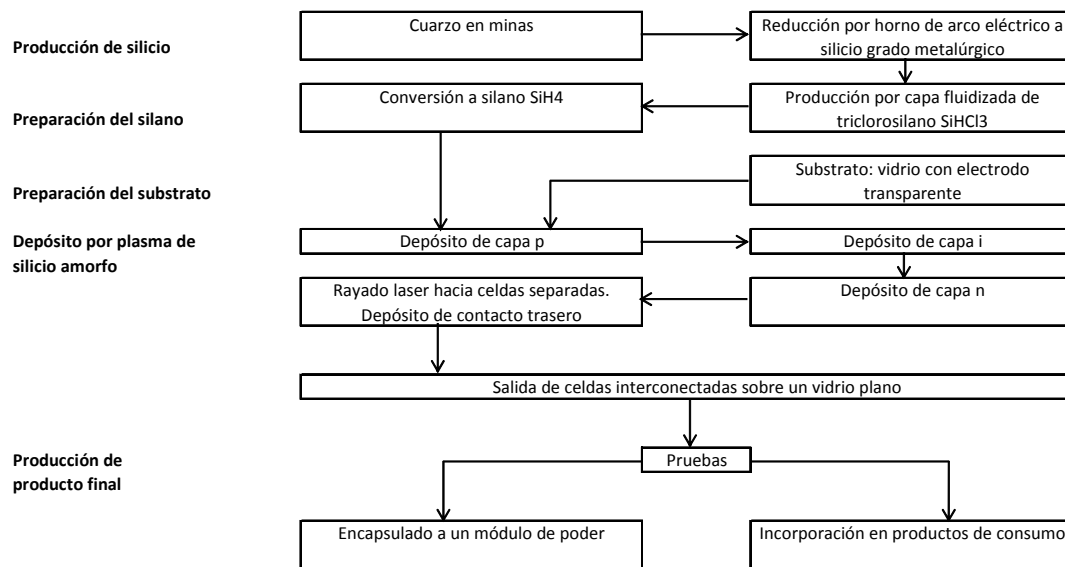 Producción de silicio
Cuarzo en minas
Reducción por horno de arco eléctrico a
silicio grado metalúrgico
Preparación del silano
Conversión a silano SiH4
Producción por capa fluidizada de
triclorosilano SiHCl3
Preparación del substrato
Substrato: vidrio con electrodo
transparente
Depósito por plasma de
silicio amorfo
Depósito de capa p
Depósito de capa i
Rayado laser hacia celdas separadas.
Depósito de contacto trasero
Depósito de capa n
Salida de celdas interconectadas sobre un vidrio plano
Producción de
producto final
Pruebas
Encapsulado a un módulo de poder
Incorporación en productos de consumo